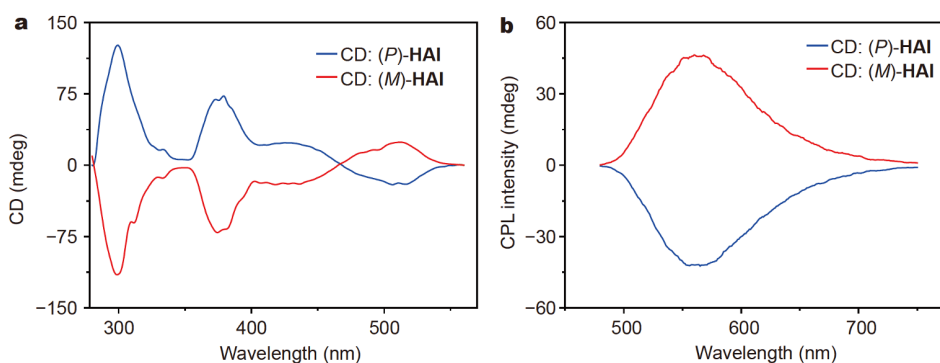 a
150
75
0
−75
−150
CD (mdeg)
CD: (P)-HAI
CD: (M)-HAI
300
400
500
Wavelength (nm)
b
60
30
0
−30
−60
CPL intensity (mdeg)
CD: (P)-HAI
CD: (M)-HAI
500
600
700
Wavelength (nm)